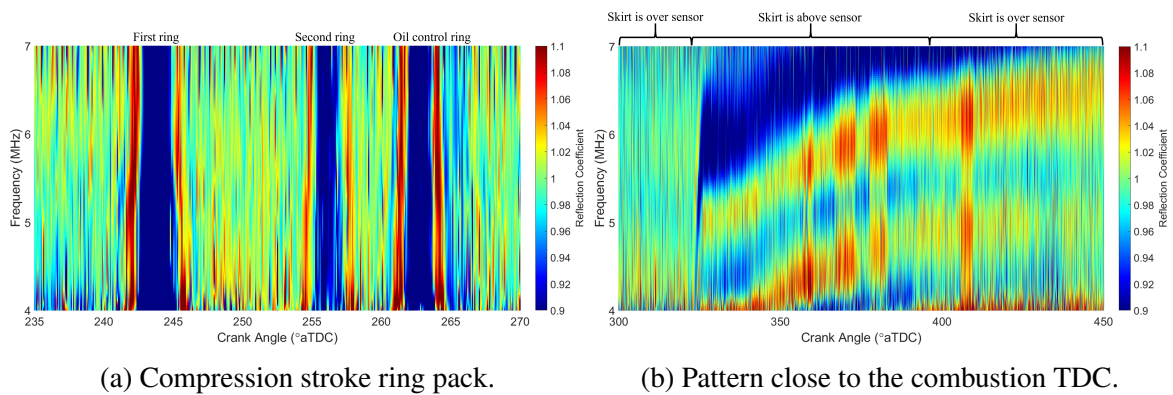 First ring Second ring Oil control ring
7
6
5
4
Frequency (MHz)
235 240 245 250 255 260 265 270
Crank Angle (°aTDC)
1.1
1.08
1.06
1.04
1.02
1
0.98
0.96
0.94
0.92
0.9
Reflection Coefficient
(a) Compression stroke ring pack.
Skirt is over sensor Skirt is above sensor Skirt is over sensor
7
6
5
4
Frequency (MHz)
300 350 400 450
Crank Angle (°aTDC)
1.1
1.08
1.06
1.04
1.02
1
0.98
0.96
0.94
0.92
0.9
Reflection Coefficient
(b) Pattern close to the combustion TDC.